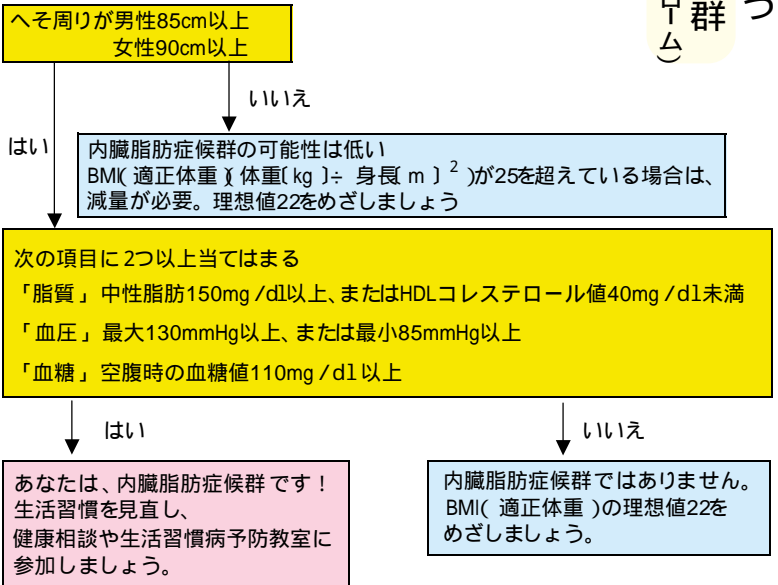 つ
群
ローム）
へそ周りが男性85cm以上
女性90cm以上
いいえ
はい
内臓脂肪症候群の可能性は低い
BMI(適正体重)(体重〔kg〕÷ 身長〔m〕²)が25を超えている場合は、
減量が必要。理想値22をめざしましょう
次の項目に2つ以上当てはまる
「脂質」中性脂肪150mg/dl以上、またはHDLコレステロール値40mg/dl未満
「血圧」最大130mmHg以上、または最小85mmHg以上
「血糖」空腹時の血糖値110mg/dl以上
はい
いいえ
あなたは、内臓脂肪症候群です！
生活習慣を見直し、
健康相談や生活習慣病予防教室に
参加しましょう。
内臓脂肪症候群ではありません。
BMI(適正体重)の理想値22を
めざしましょう。